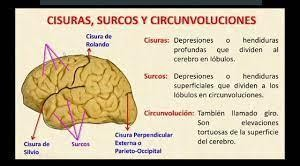 CISURAS, SURCOS Y CIRCUNVOLUCIONES
Cisura de
Rolando
Cisuras: Depresiones o hendiduras
profundas que dividen al
cerebro en lóbulos.
Surcos: Depresiones o hendiduras
superficiales que dividen a los
lóbulos en circunvoluciones.
Circunvolución: También llamado giro.
Son elevaciones
tortuosas de la superficie
del cerebro.
Cisura de
Silvio
Surcos
Cisura Perpendicular
Externa o
Parieto-Occipital